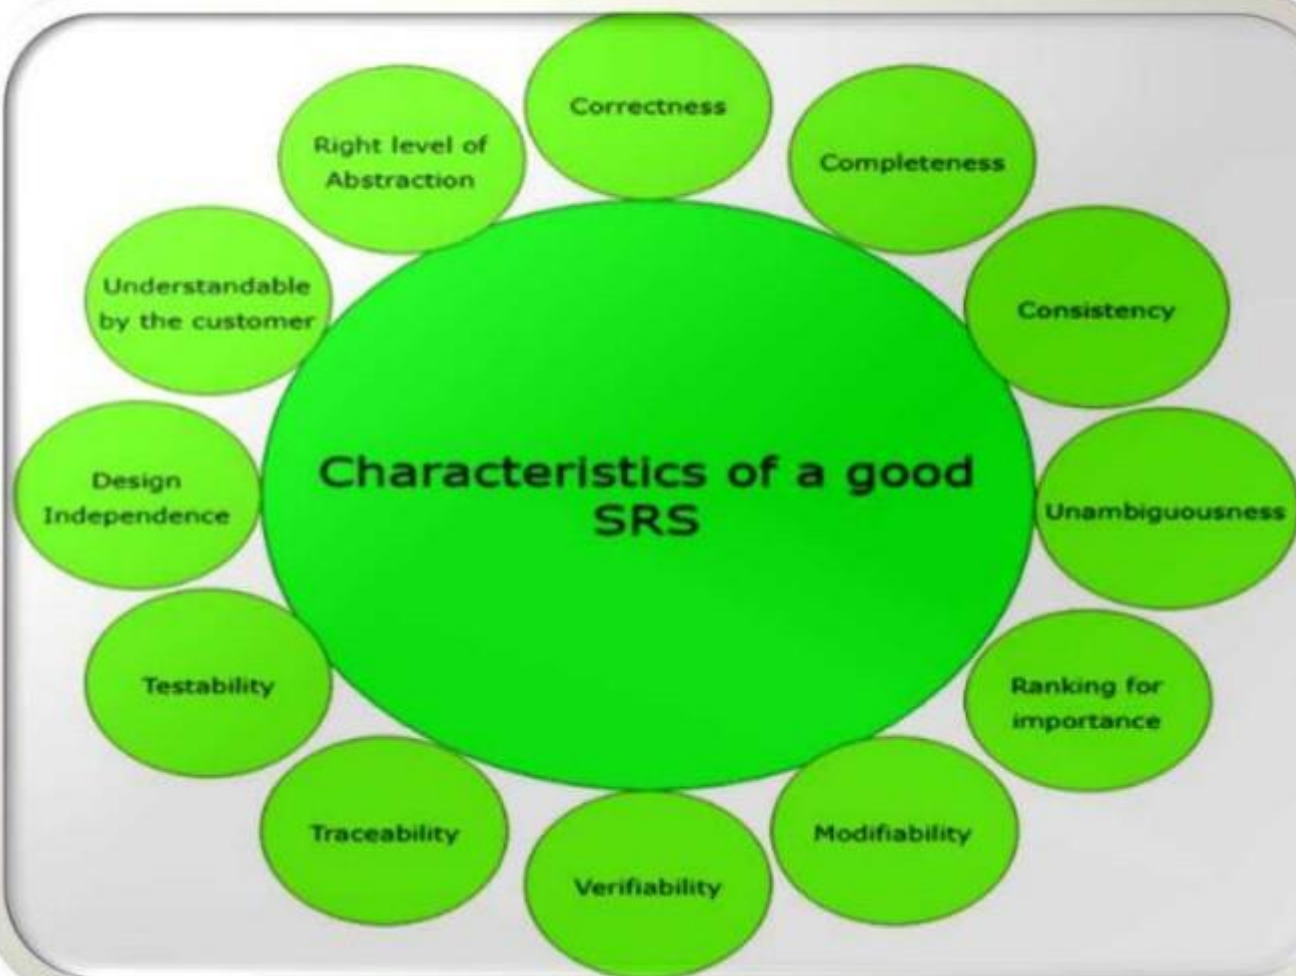 Characteristics of a good
SRS
Correctness
Completeness
Consistency
Unambiguousness
Ranking for
importance
Modifiability
Verifiability
Traceability
Testability
Design
Independence
Understandable
by the customer
Right level of
Abstraction